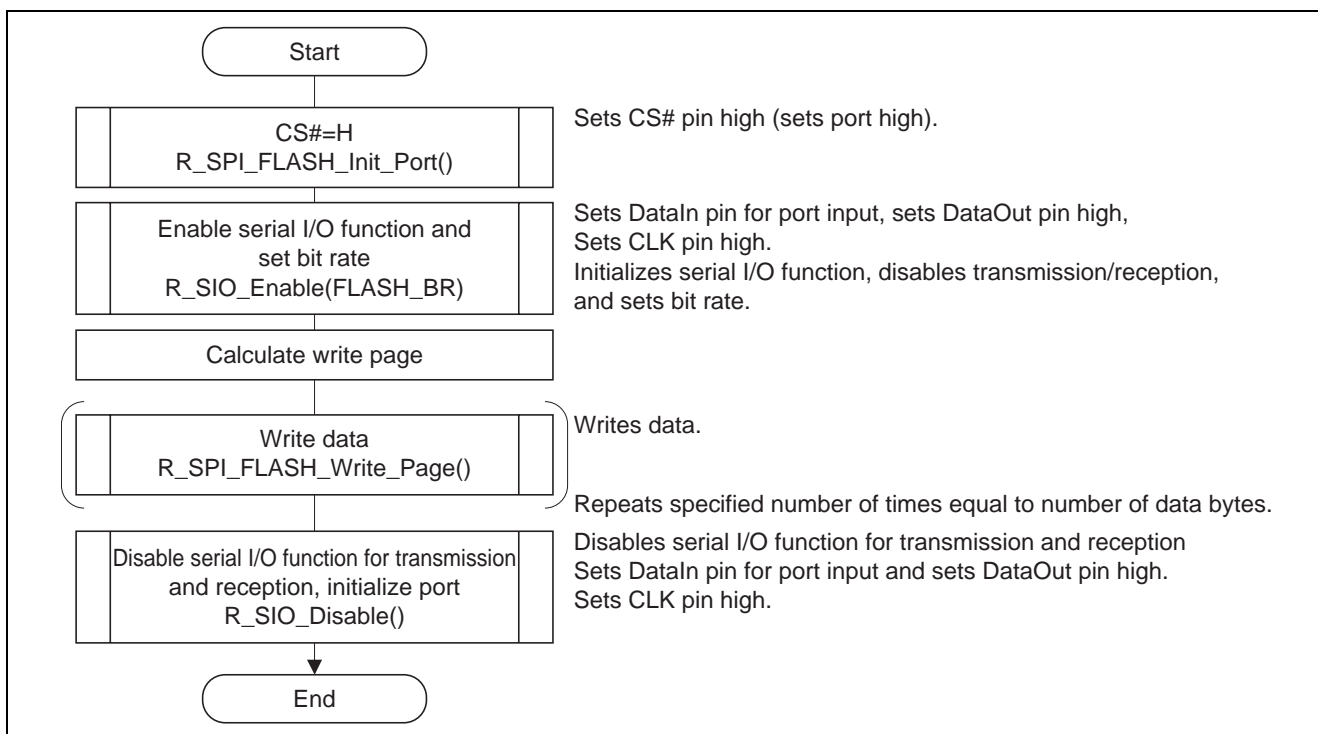 Start
CS#=H
R_SPI_FLASH_Init_Port()
Sets CS# pin high (sets port high).
Enable serial I/O function and
set bit rate
R_SIO_Enable(FLASH_BR)
Sets DataIn pin for port input, sets DataOut pin high,
Sets CLK pin high.
Initializes serial I/O function, disables transmission/reception,
and sets bit rate.
Calculate write page
Write data
R_SPI_FLASH_Write_Page()
Writes data.
Repeats specified number of times equal to number of data bytes.
Disable serial I/O function for transmission
and reception, initialize port
R_SIO_Disable()
Disables serial I/O function for transmission and reception
Sets DataIn pin for port input and sets DataOut pin high.
Sets CLK pin high.
End